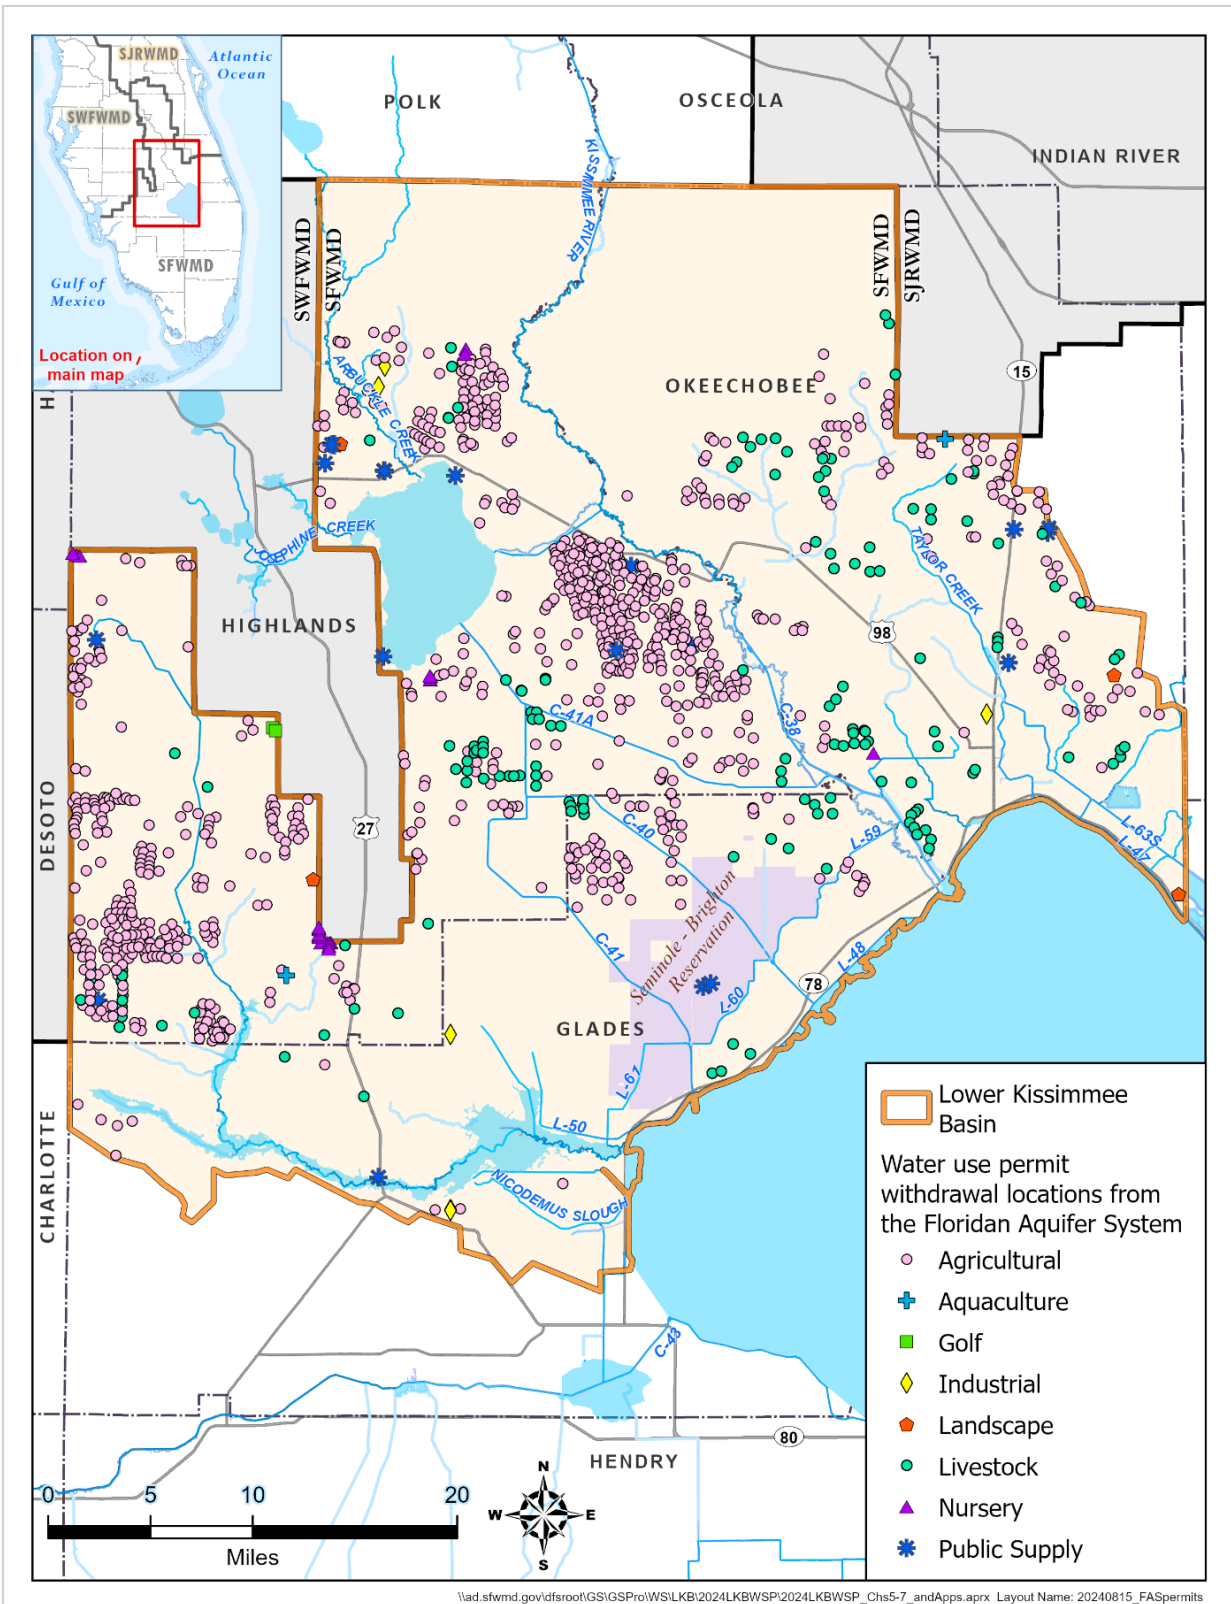 SJRWMD
Atlantic
Ocean
SWFWMD
SFWMD
Gulf of
Mexico
Location on
main map
POLK
OSCEOLA
INDIAN RIVER
KISSIMMEE RIVER
SWFWMD
SFWMD
SFWMD
SJRWMD
15
OKEECHOBEE
ARBUCKLE CREEK
H
JOSEPHINE CREEK
TAYLOR CREEK
HIGHLANDS
98
C-41A
C-38
DESOTO
27
C-40
L-59
L-63S
L-47
Seminole - Brighton
Reservation
C-41
L-48
78
L-60
GLADES
L-61
L-50
CHARLOTTE
NICODEMUS SLOUGH
C-43
80
HENDRY
Lower Kissimmee
Basin
Water use permit
withdrawal locations from
the Floridan Aquifer System
Agricultural
Aquaculture
Golf
Industrial
Landscape
Livestock
Nursery
Public Supply
0 5 10 20
Miles
N
W E
S
\\ad.sfwmd.gov\dfsroot\GS\GSPro\WS\LKB\2024LKBWSP\2024LKBWSP_Chs5-7_andApps.aprx Layout Name: 20240815_FASpermits